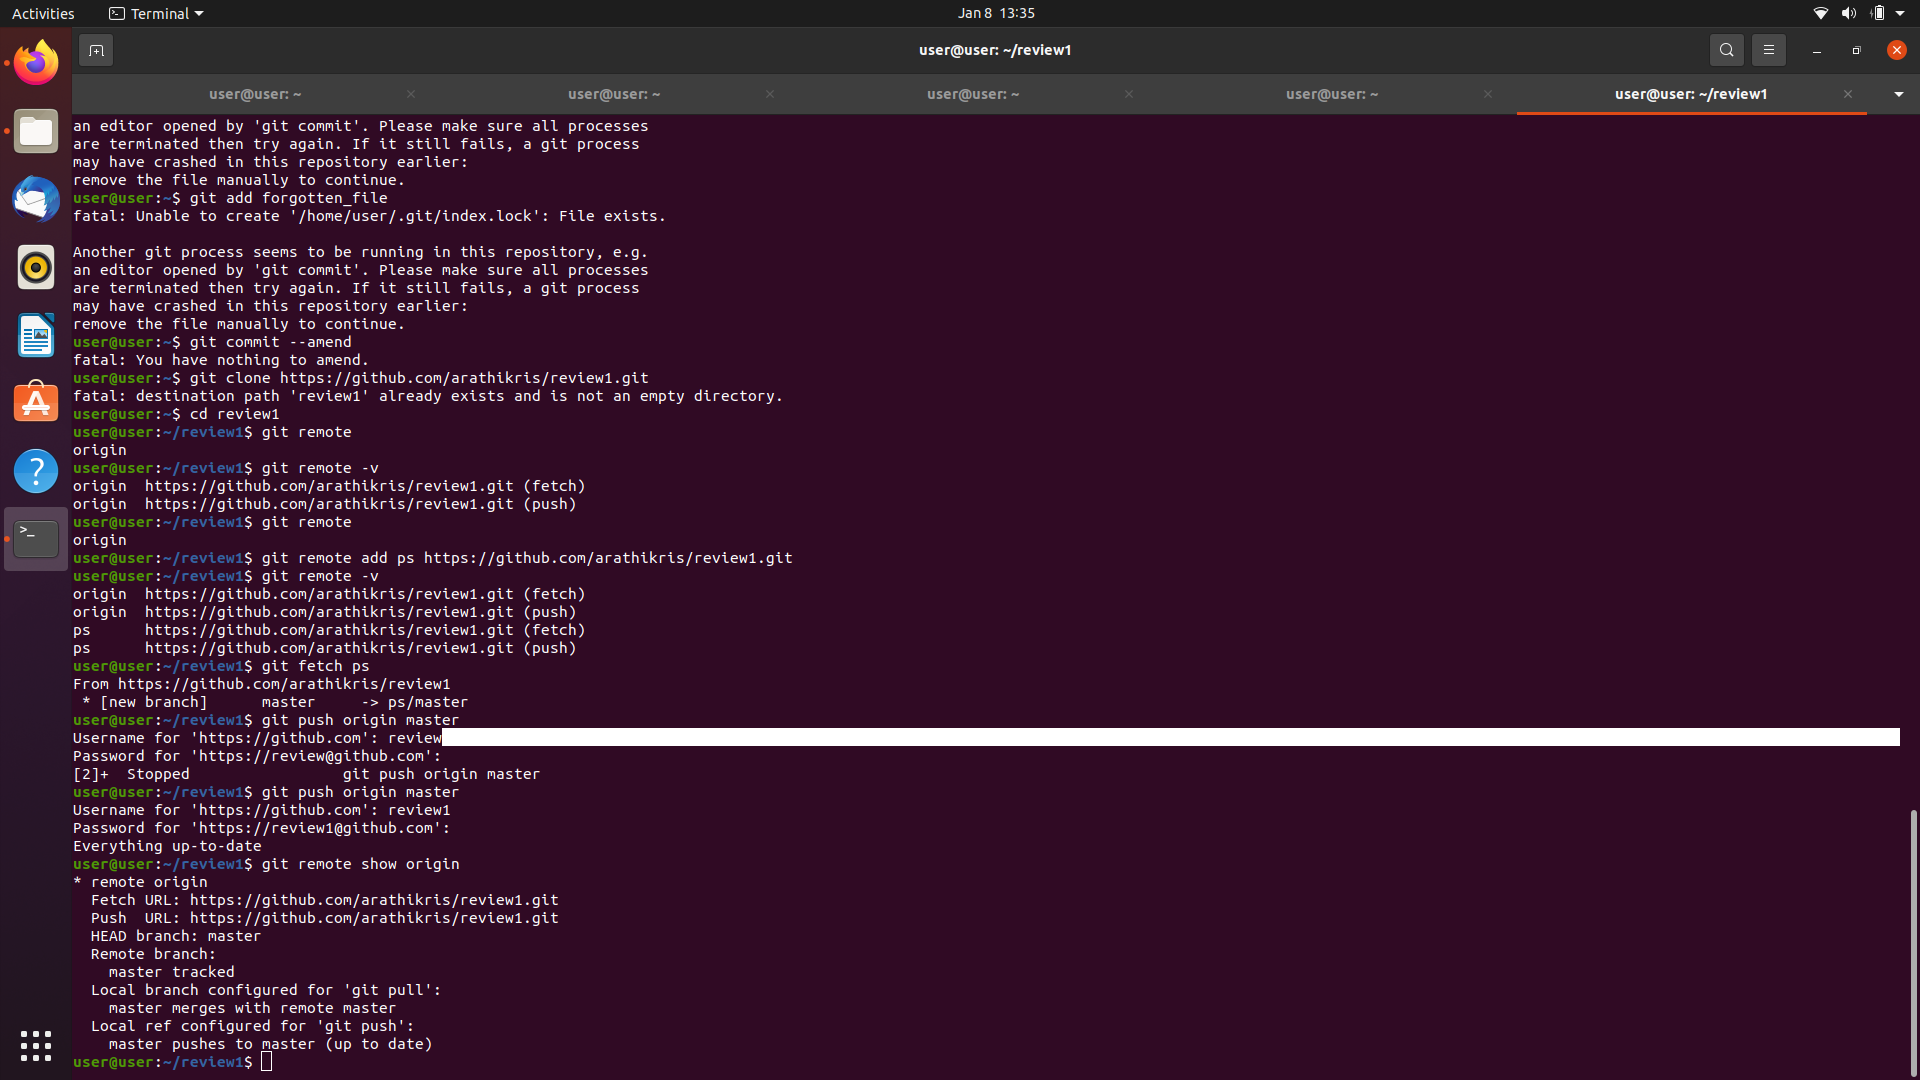 Activities
Terminal
Jan 8 13:35
user@user: ~/review1
user@user: ~
user@user: ~
user@user: ~
user@user: ~
user@user: ~/review1
an editor opened by 'git commit'. Please make sure all processes
are terminated then try again. If it still fails, a git process
may have crashed in this repository earlier:
remove the file manually to continue.
user@user:~$ git add forgotten_file
fatal: Unable to create '/home/user/.git/index.lock': File exists.
Another git process seems to be running in this repository, e.g.
an editor opened by 'git commit'. Please make sure all processes
are terminated then try again. If it still fails, a git process
may have crashed in this repository earlier:
remove the file manually to continue.
user@user:~$ git commit --amend
fatal: You have nothing to amend.
user@user:~$ git clone https://github.com/arathikris/review1.git
fatal: destination path 'review1' already exists and is not an empty directory.
user@user:~$ cd review1
user@user:~/review1$ git remote
origin
user@user:~/review1$ git remote -v
origin  https://github.com/arathikris/review1.git (fetch)
origin  https://github.com/arathikris/review1.git (push)
user@user:~/review1$ git remote
origin
user@user:~/review1$ git remote add ps https://github.com/arathikris/review1.git
user@user:~/review1$ git remote -v
origin  https://github.com/arathikris/review1.git (fetch)
origin  https://github.com/arathikris/review1.git (push)
ps      https://github.com/arathikris/review1.git (fetch)
ps      https://github.com/arathikris/review1.git (push)
user@user:~/review1$ git fetch ps
From https://github.com/arathikris/review1
 * [new branch]      master     -> ps/master
user@user:~/review1$ git push origin master
Username for 'https://github.com': review
Password for 'https://review@github.com':
[2]+  Stopped                 git push origin master
user@user:~/review1$ git push origin master
Username for 'https://github.com': review1
Password for 'https://review1@github.com':
Everything up-to-date
user@user:~/review1$ git remote show origin
* remote origin
  Fetch URL: https://github.com/arathikris/review1.git
  Push  URL: https://github.com/arathikris/review1.git
  HEAD branch: master
  Remote branch:
    master tracked
  Local branch configured for 'git pull':
    master merges with remote master
  Local ref configured for 'git push':
    master pushes to master (up to date)
user@user:~/review1$